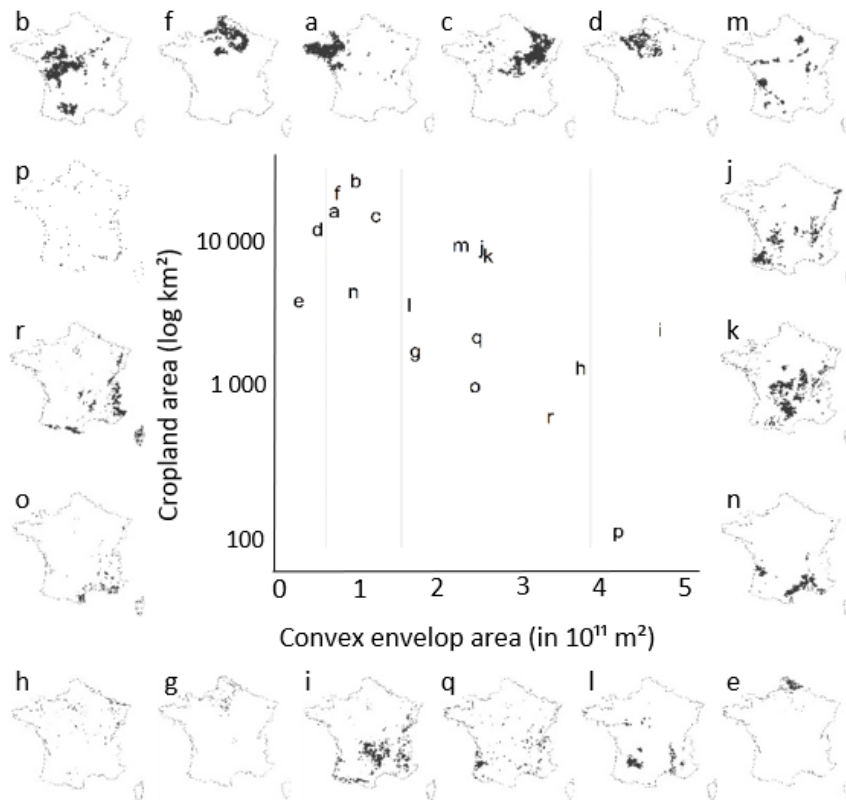 b f a c d m
p
j
r
k
o
n
h g i q l e
Cropland area (log km²)
10 000
1 000
100
b
f
a
c
d
m
j
k
n
e
l
q
i
g
h
o
r
p
0 1 2 3 4 5
Convex envelop area (in 10¹¹ m²)